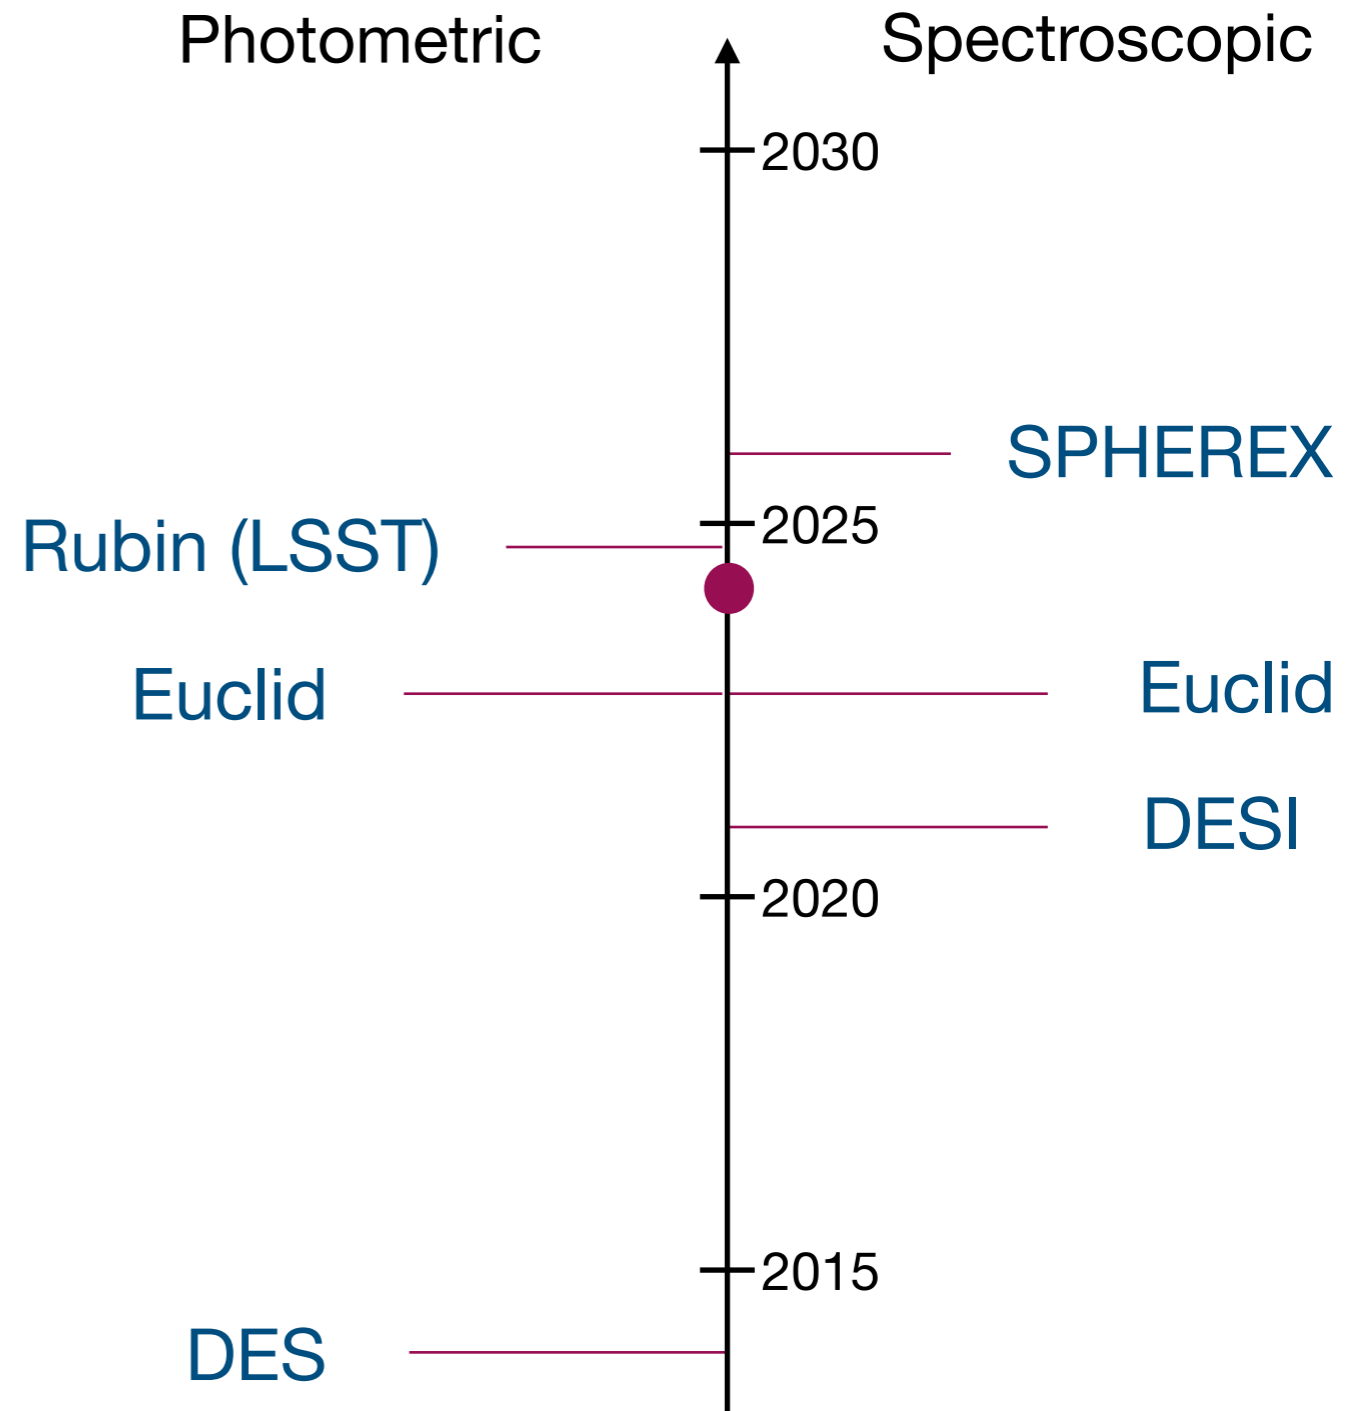 Photometric
Spectroscopic
2030
SPHEREX
2025
Rubin (LSST)
Euclid
Euclid
DESI
2020
2015
DES